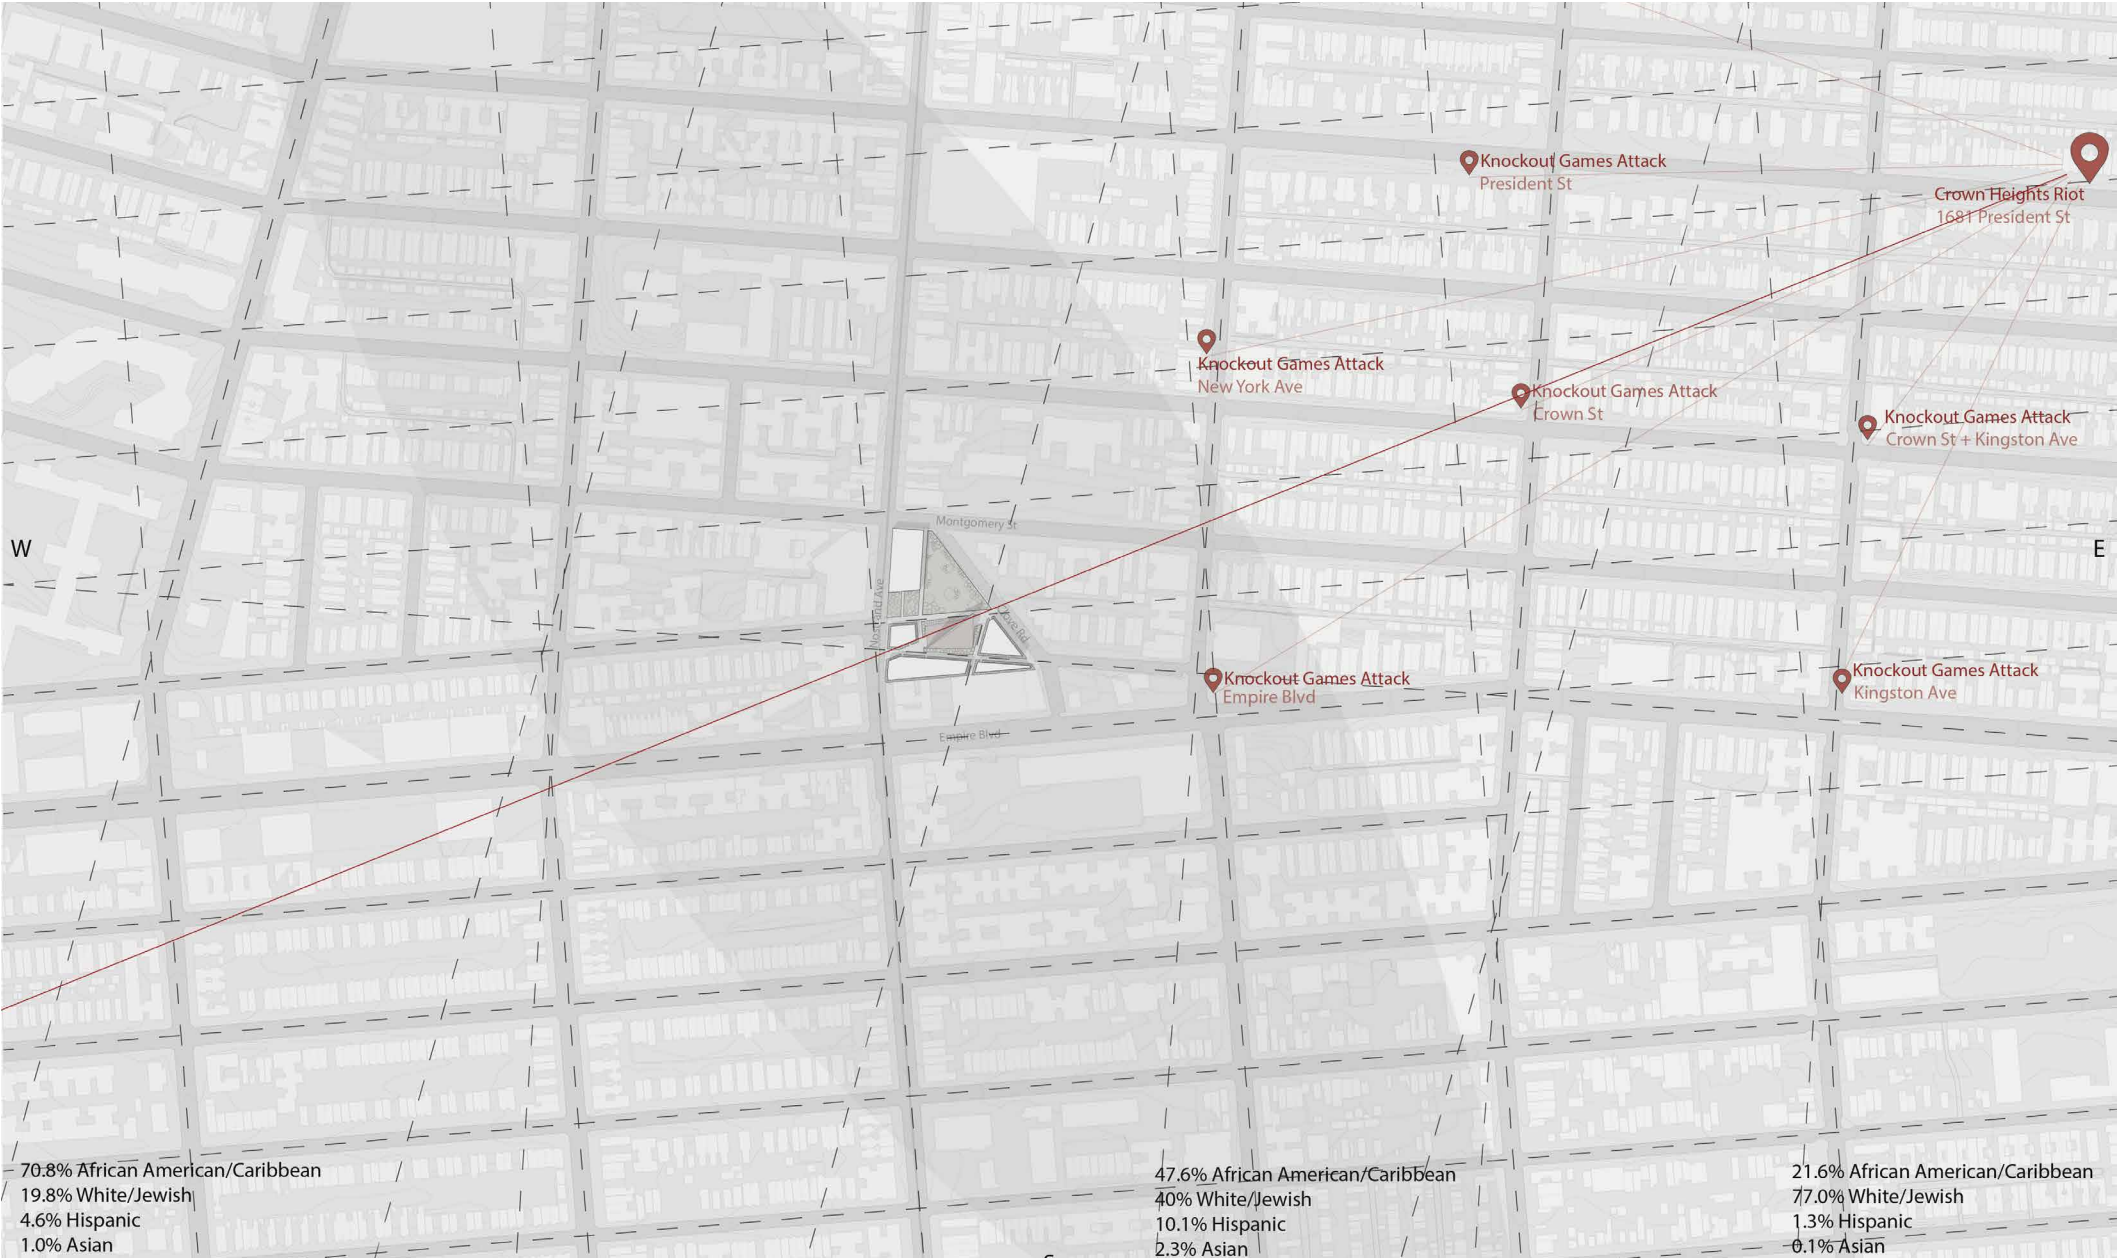 Knockout Games Attack
President St
Crown Heights Riot
1681 President St
Knockout Games Attack
New York Ave
Knockout Games Attack
Crown St
Knockout Games Attack
Crown St + Kingston Ave
Montgomery St
W
E
Nostrand Ave
Knockout Games Attack
Empire Blvd
Knockout Games Attack
Kingston Ave
Empire Blvd
70.8% African American/Caribbean
19.8% White/Jewish
4.6% Hispanic
1.0% Asian
47.6% African American/Caribbean
40% White/Jewish
10.1% Hispanic
2.3% Asian
21.6% African American/Caribbean
77.0% White/Jewish
1.3% Hispanic
0.1% Asian